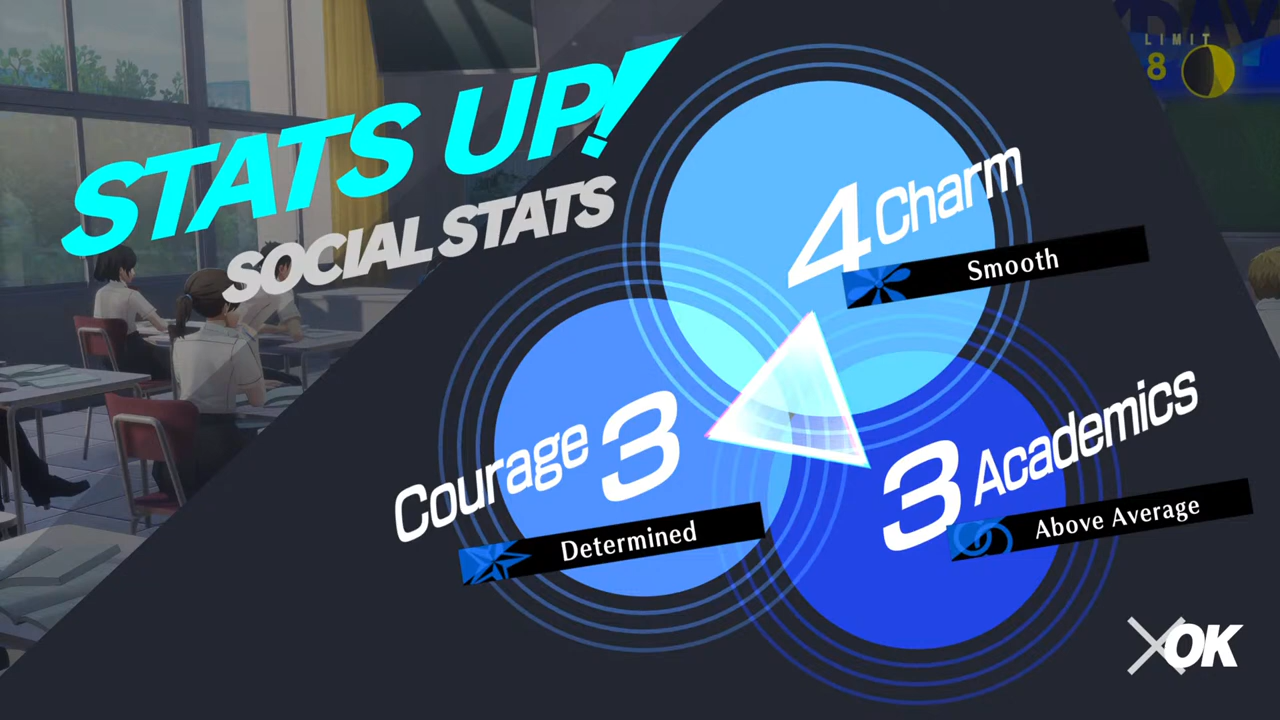 STATS UP!
SOCIAL STATS
LIMIT
8
4 Charm
Smooth
Courage 3
Determined
3 Academics
Above Average
OK